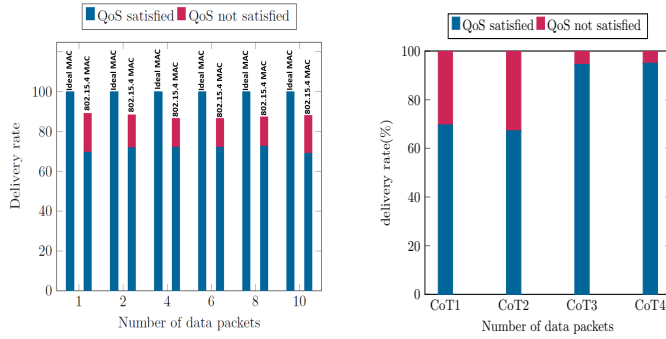 QoS satisfied QoS not satisfied
Delivery rate
100
80
60
40
20
0
Ideal MAC
802.15.4 MAC
Ideal MAC
802.15.4 MAC
Ideal MAC
802.15.4 MAC
Ideal MAC
802.15.4 MAC
Ideal MAC
802.15.4 MAC
Ideal MAC
802.15.4 MAC
1 2 4 6 8 10
Number of data packets
QoS satisfied QoS not satisfied
delivery rate(%)
100
80
60
40
20
0
CoT1 CoT2 CoT3 CoT4
Number of data packets